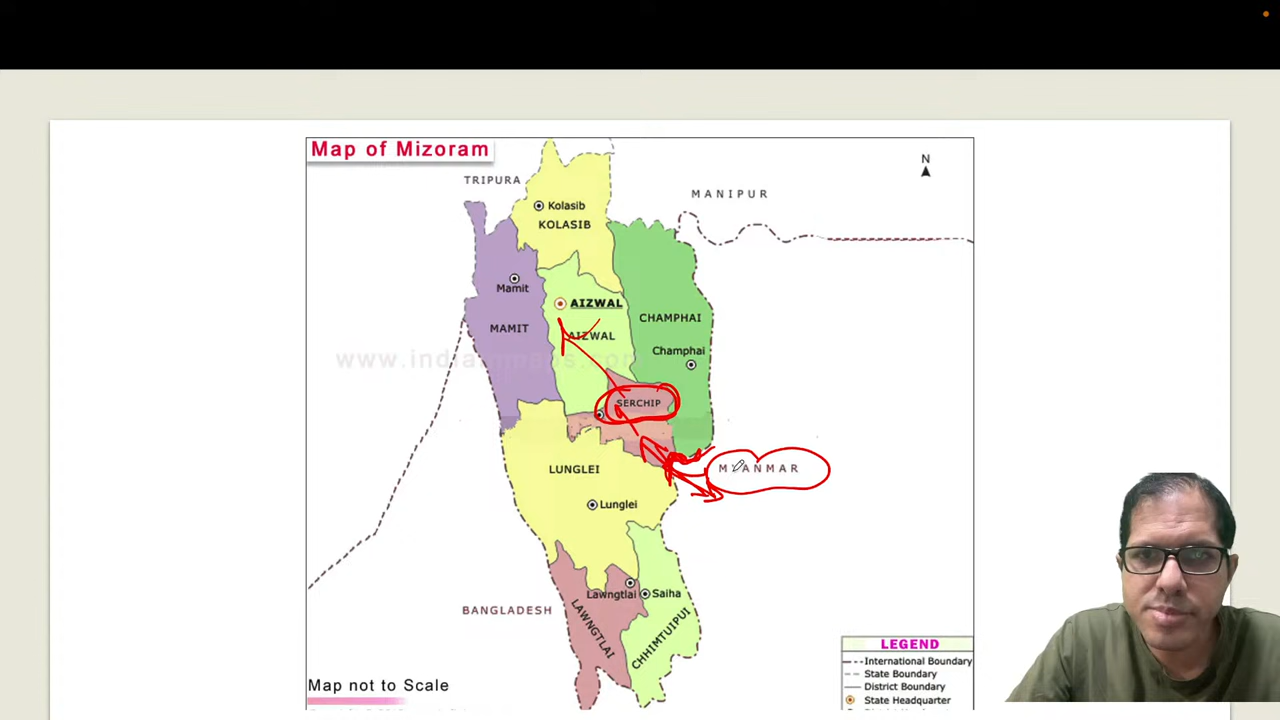 Map of Mizoram
N
TRIPURA
MANIPUR
Kolasib
KOLASIB
Mamit
AIZWAL
CHAMPHAI
MAMIT
AIZWAL
Champhai
SERCHIP
LUNGLEI
MYANMAR
Lunglei
Lawngtlai
Saiha
BANGLADESH
LAWNGTLAI
CHHIMTUIPUI
LEGEND
International Boundary
State Boundary
District Boundary
State Headquarter
Map not to Scale